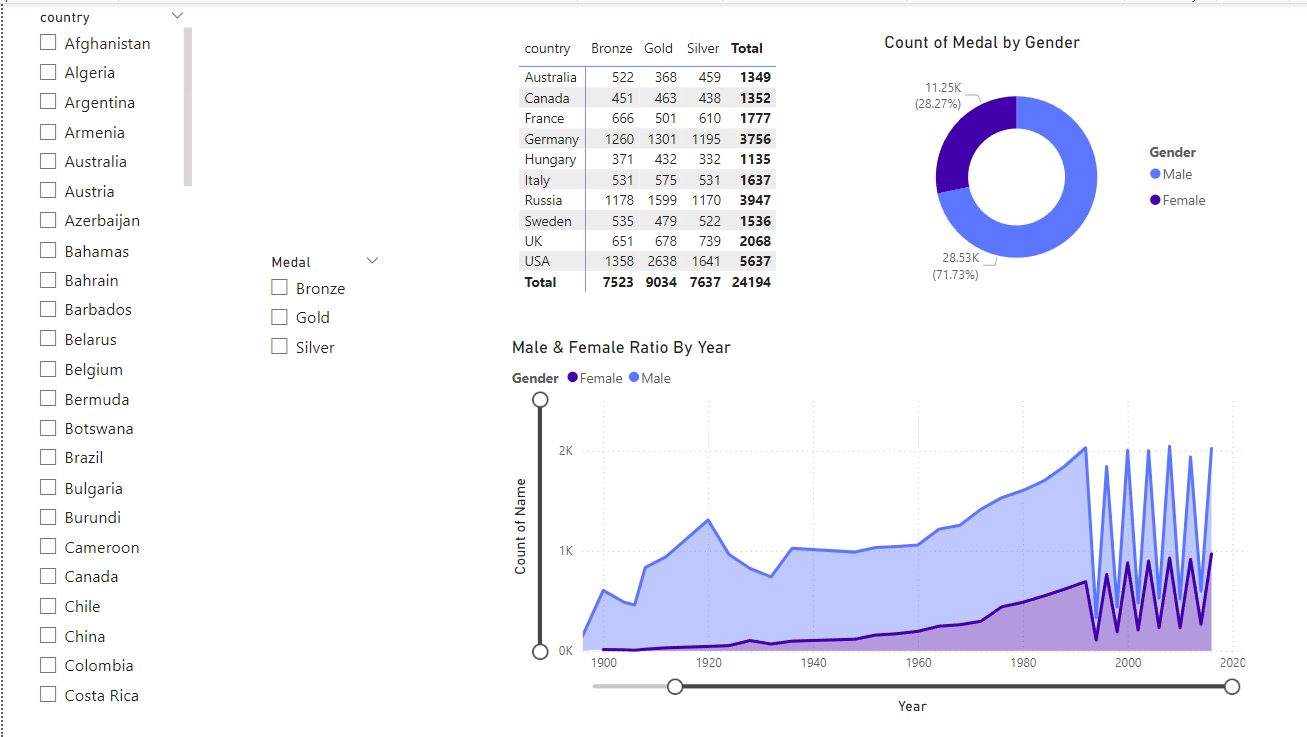 country
Afghanistan
Algeria
Argentina
Armenia
Australia
Austria
Azerbaijan
Bahamas
Bahrain
Barbados
Belarus
Belgium
Bermuda
Botswana
Brazil
Bulgaria
Burundi
Cameroon
Canada
Chile
China
Colombia
Costa Rica
Medal
Bronze
Gold
Silver
country Bronze Gold Silver Total
Australia 522 368 459 1349
Canada 451 463 438 1352
France 666 501 610 1777
Germany 1260 1301 1195 3756
Hungary 371 432 332 1135
Italy 531 575 531 1637
Russia 1178 1599 1170 3947
Sweden 535 479 522 1536
UK 651 678 739 2068
USA 1358 2638 1641 5637
Total 7523 9034 7637 24194
Count of Medal by Gender
11.25K
(28.27%)
28.53K
(71.73%)
Gender
Male
Female
Male & Female Ratio By Year
Gender Female Male
Count of Name
2K
1K
0K
1900 1920 1940 1960 1980 2000 2020
Year